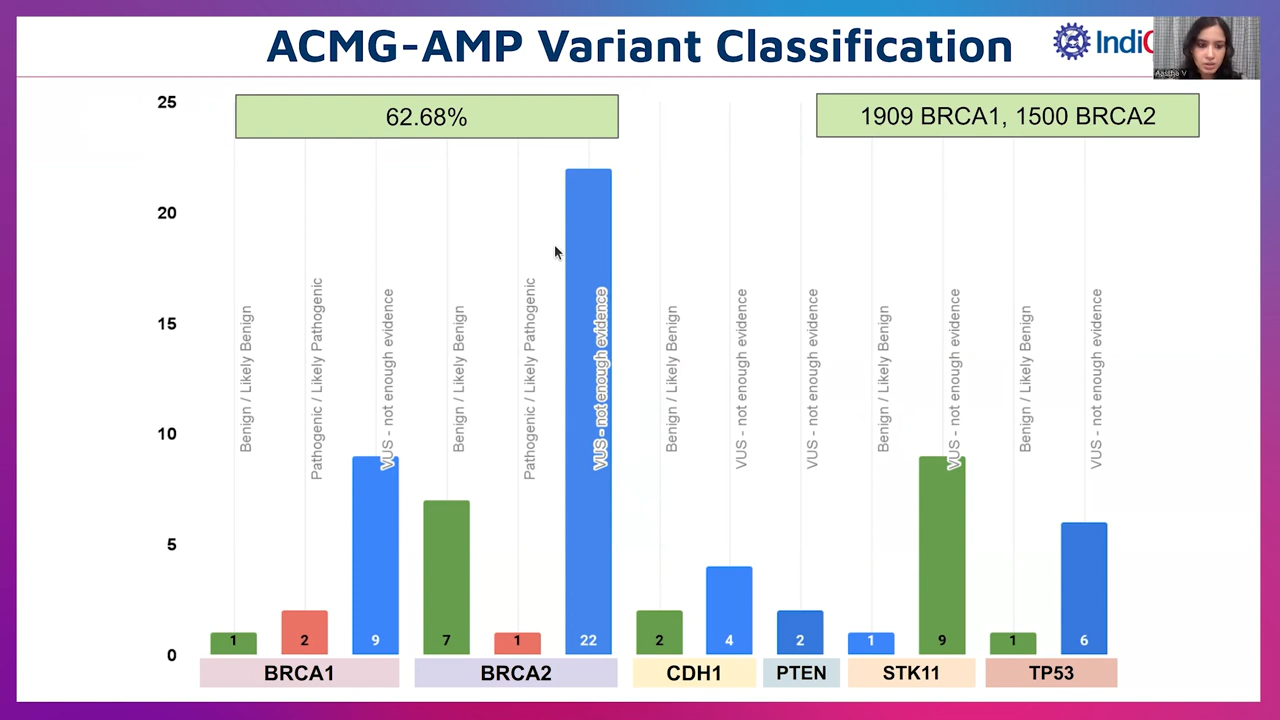 ACMG-AMP Variant Classification
Indi
Aastha V
62.68%
1909 BRCA1, 1500 BRCA2
25
20
15
10
5
0
Benign / Likely Benign
Pathogenic / Likely Pathogenic
VUS - not enough evidence
Benign / Likely Benign
Pathogenic / Likely Pathogenic
VUS - not enough evidence
Benign / Likely Benign
VUS - not enough evidence
VUS - not enough evidence
Benign / Likely Benign
VUS - not enough evidence
Benign / Likely Benign
VUS - not enough evidence
1 2 9 7 1 22 2 4 2 1 9 1 6
BRCA1 BRCA2 CDH1 PTEN STK11 TP53